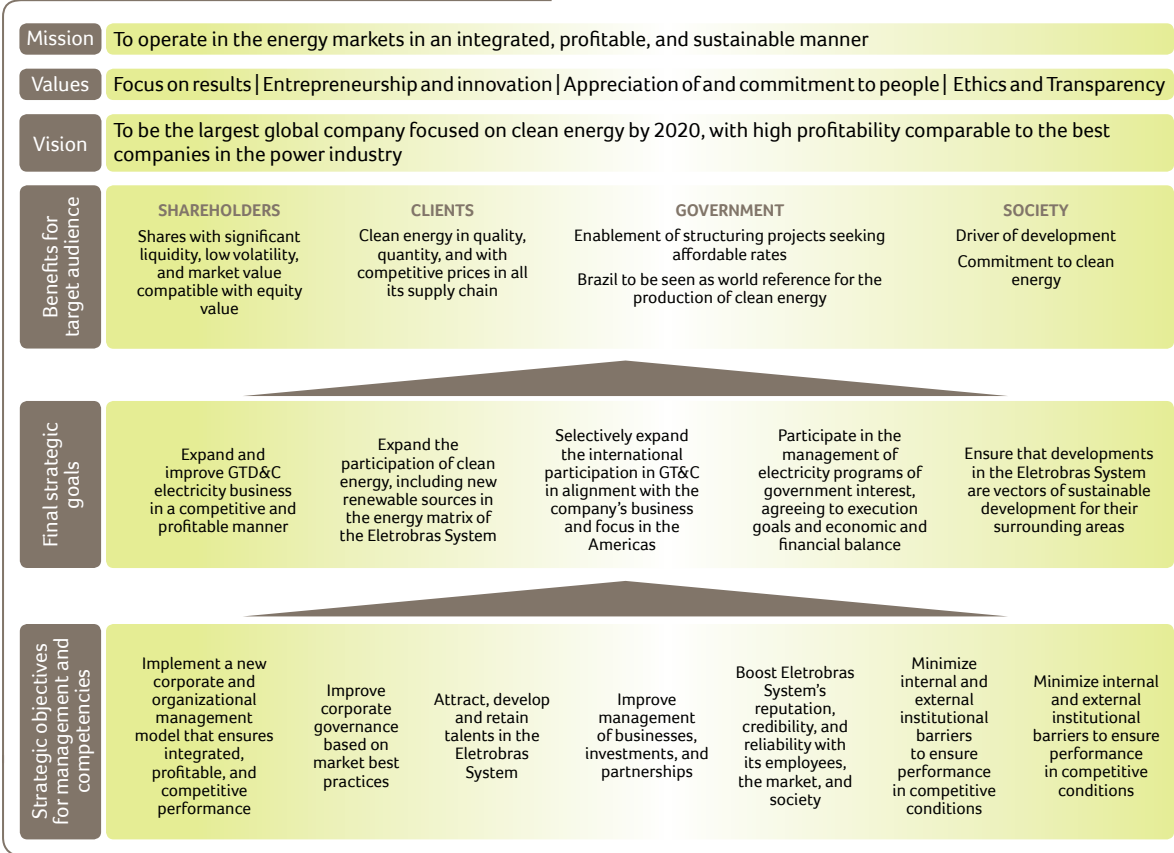 Mission
To operate in the energy markets in an integrated, profitable, and sustainable manner
Values
Focus on results | Entrepreneurship and innovation | Appreciation of and commitment to people | Ethics and Transparency
Vision
To be the largest global company focused on clean energy by 2020, with high profitability comparable to the best
companies in the power industry
Benefits for
target audience
SHAREHOLDERS
Shares with significant
liquidity, low volatility,
and market value
compatible with equity
value
CLIENTS
Clean energy in quality,
quantity, and with
competitive prices in all
its supply chain
GOVERNMENT
Enablement of structuring projects seeking
affordable rates
Brazil to be seen as world reference for the
production of clean energy
SOCIETY
Driver of development
Commitment to clean
energy
Final strategic
goals
Expand and
improve GTD&C
electricity business
in a competitive and
profitable manner
Expand the
participation of clean
energy, including new
renewable sources in
the energy matrix of
the Eletrobras System
Selectively expand
the international
participation in GT&C
in alignment with the
company's business
and focus in the
Americas
Participate in the
management of
electricity programs of
government interest,
agreeing to execution
goals and economic and
financial balance
Ensure that developments
in the Eletrobras System
are vectors of sustainable
development for their
surrounding areas
Strategic objectives
for management and
competencies
Implement a new
corporate and
organizational
management
model that ensures
integrated,
profitable, and
competitive
performance
Improve
corporate
governance
based on
market best
practices
Attract, develop
and retain
talents in the
Eletrobras
System
Improve
management
of businesses,
investments, and
partnerships
Boost Eletrobras
System's
reputation,
credibility, and
reliability with
its employees,
the market, and
society
Minimize
internal and
external
institutional
barriers
to ensure
performance
in competitive
conditions
Minimize internal
and external
institutional
barriers to ensure
performance
in competitive
conditions